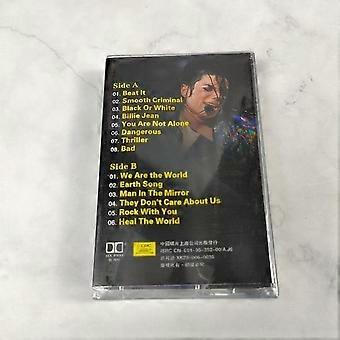 Side A
01. Beat It
02. Smooth Criminal
03. Black Or White
04. Billie Jean
05. You Are Not Alone
06. Dangerous
07. Thriller
08. Bad
Side B
01. We Are the World
02. Earth Song
03. Man In The Mirror
04. They Don't Care About Us
05. Rock With You
06. Heal The World